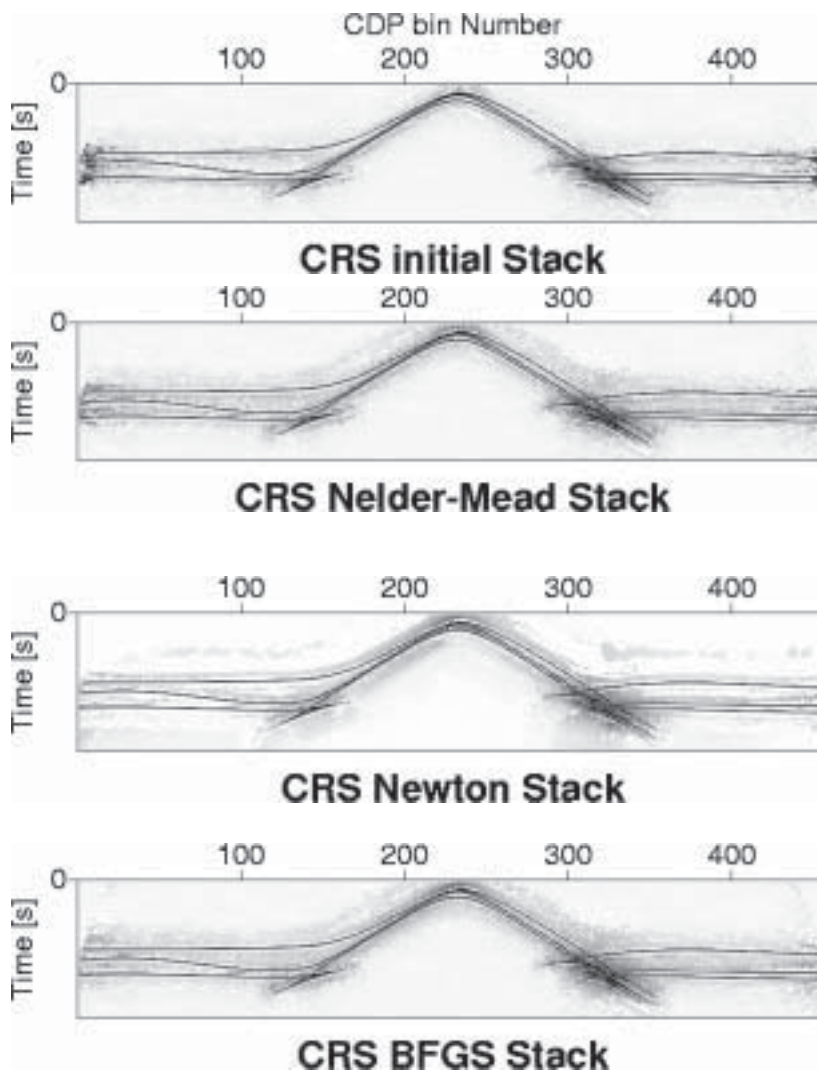 CDP bin Number
100 200 300 400
0
Time [s]
CRS initial Stack
100 200 300 400
0
Time [s]
CRS Nelder-Mead Stack
100 200 300 400
0
Time [s]
CRS Newton Stack
100 200 300 400
0
Time [s]
CRS BFGS Stack